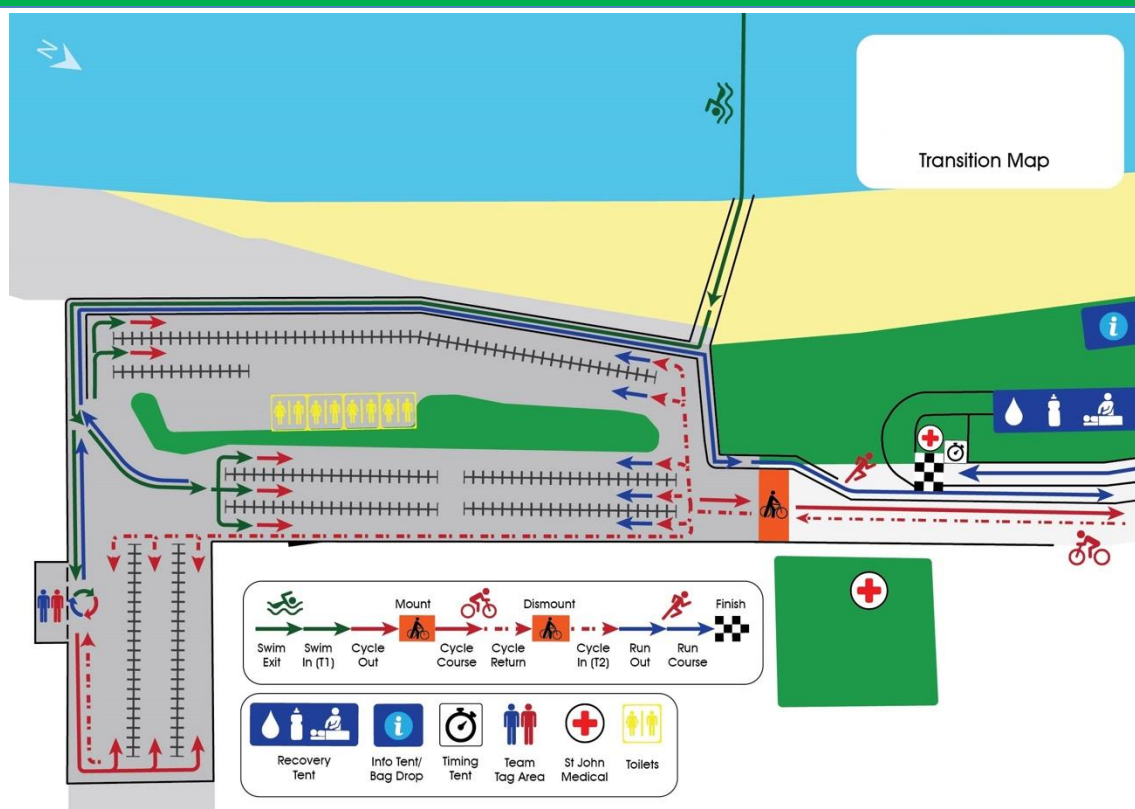 N
Transition Map
i
Mount
Dismount
Finish
Swim
Exit
Swim
In (T1)
Cycle
Out
Cycle
Course
Cycle
Return
Cycle
In (T2)
Run
Out
Run
Course
i
Recovery
Tent
Info Tent/
Bag Drop
Timing
Tent
Team
Tag Area
St John
Medical
Toilets